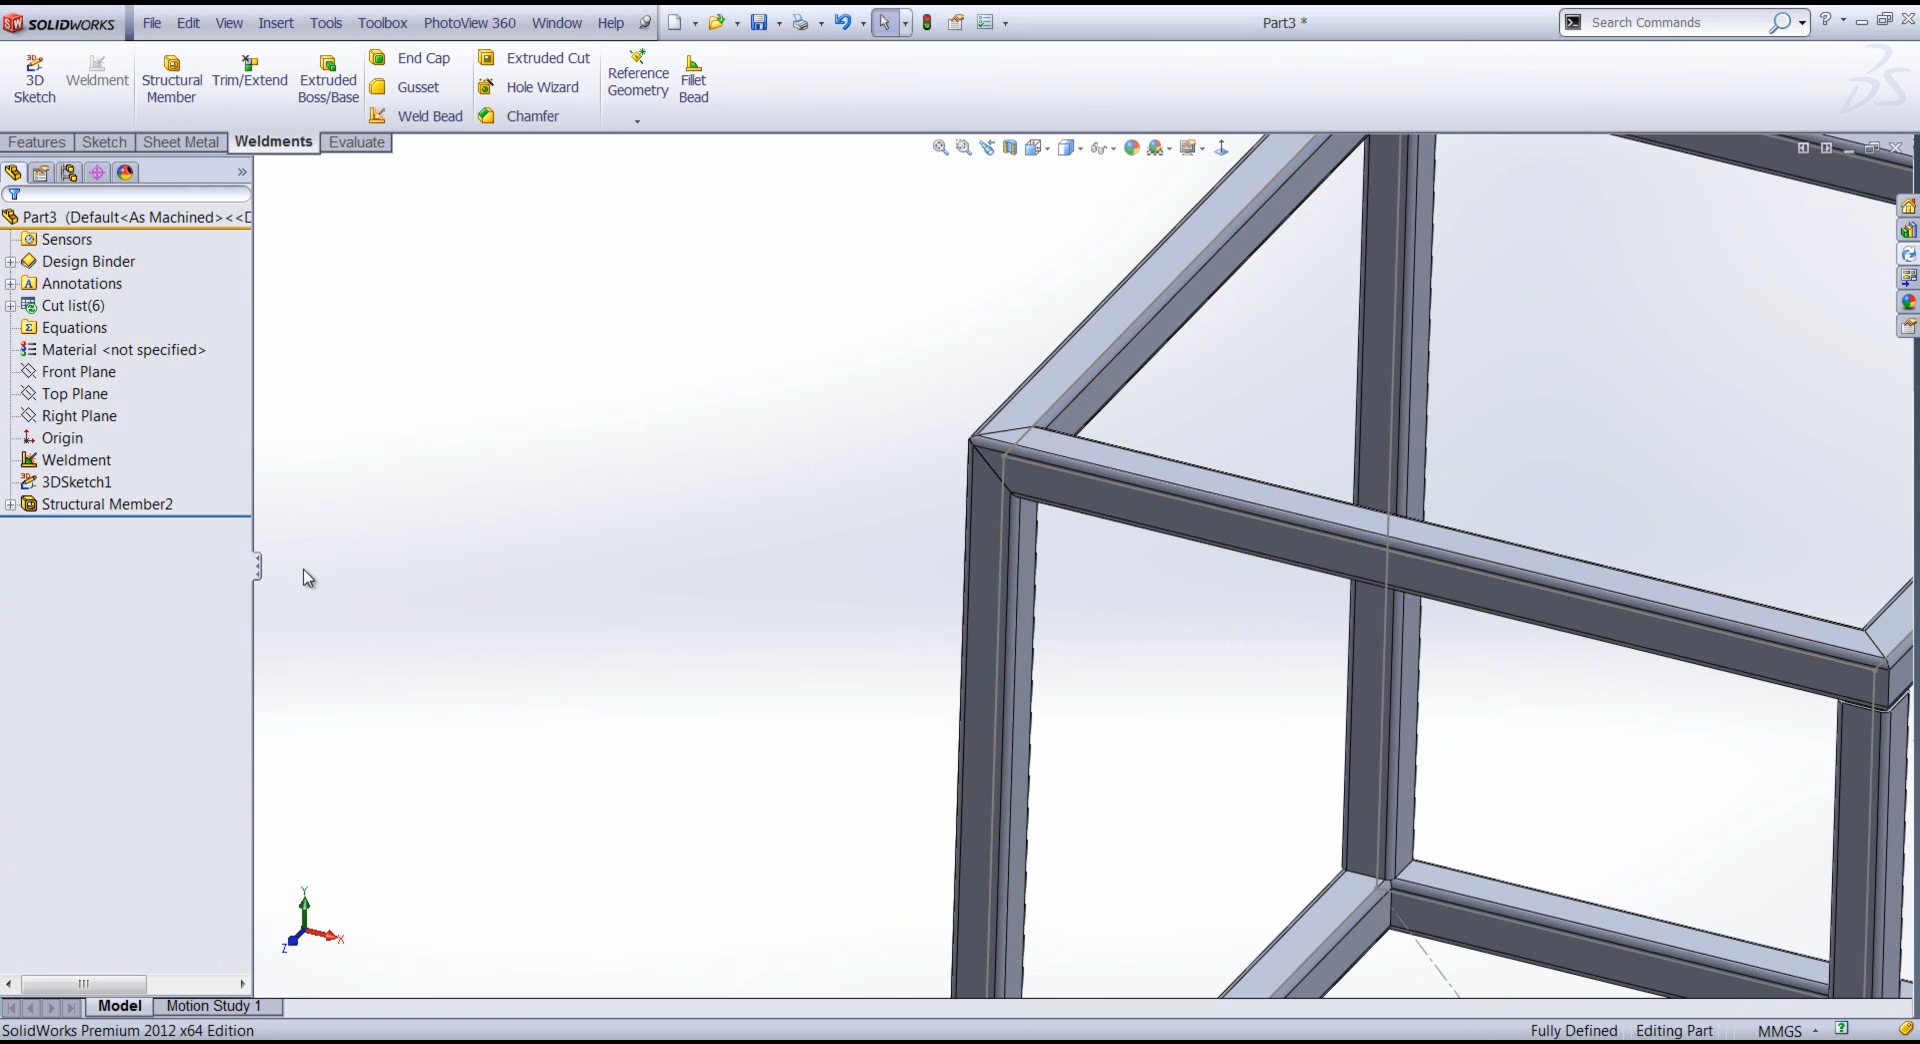 SOLIDWORKS File Edit View Insert Tools Toolbox PhotoView 360 Window Help Part3 * Search Commands ?
3D Sketch
Weldment
Structural Member
Trim/Extend
Extruded Boss/Base
End Cap
Gusset
Weld Bead
Extruded Cut
Hole Wizard
Chamfer
Reference Geometry
Fillet Bead
Features Sketch Sheet Metal Weldments Evaluate
Part3 (Default<As Machined><<D
Sensors
Design Binder
Annotations
Cut list(6)
Equations
Material <not specified>
Front Plane
Top Plane
Right Plane
Origin
Weldment
3DSketch1
Structural Member2
Y
X
Z
Model Motion Study 1
SolidWorks Premium 2012 x64 Edition Fully Defined Editing Part MMGS ?